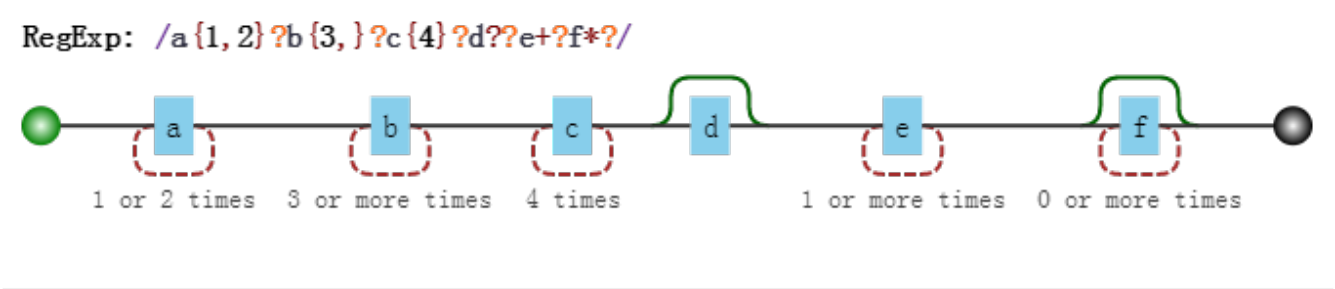 RegExp: /a{1,2}?b{3,}?c{4}?d??e+?f*?/
a b c d e f
1 or 2 times 3 or more times 4 times 1 or more times 0 or more times